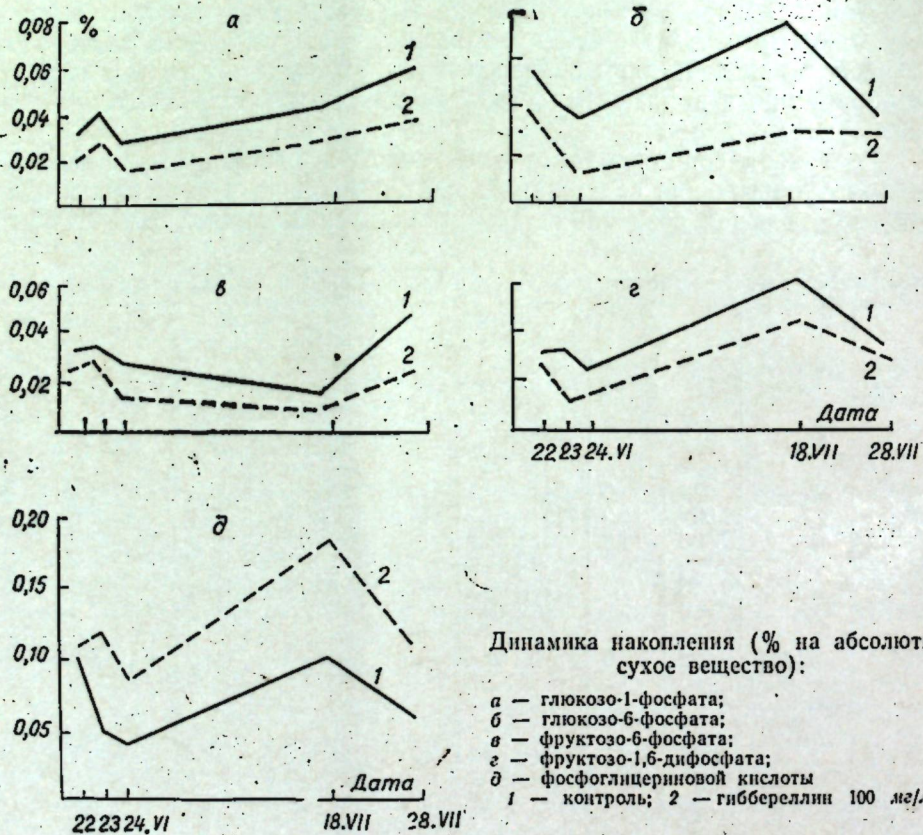 0,08 % а б
0,06 1 1
0,04 2
0,02 2
0,06 в 1 г 1
0,04 2
0,02 2
Дата
22 23 24.VI 18.VII 28.VII
0,20 д
0,15 2
0,10 1
0,05
Дата
22 23 24.VI 18.VII 28.VII
Динамика накопления (% на абсолют.
сухое вещество):
а — глюкозо-1-фосфата;
б — глюкозо-6-фосфата;
в — фруктозо-6-фосфата;
г — фруктозо-1,6-дифосфата;
д — фосфоглицериновой кислоты
1 — контроль; 2 — гиббереллин 100 мг/